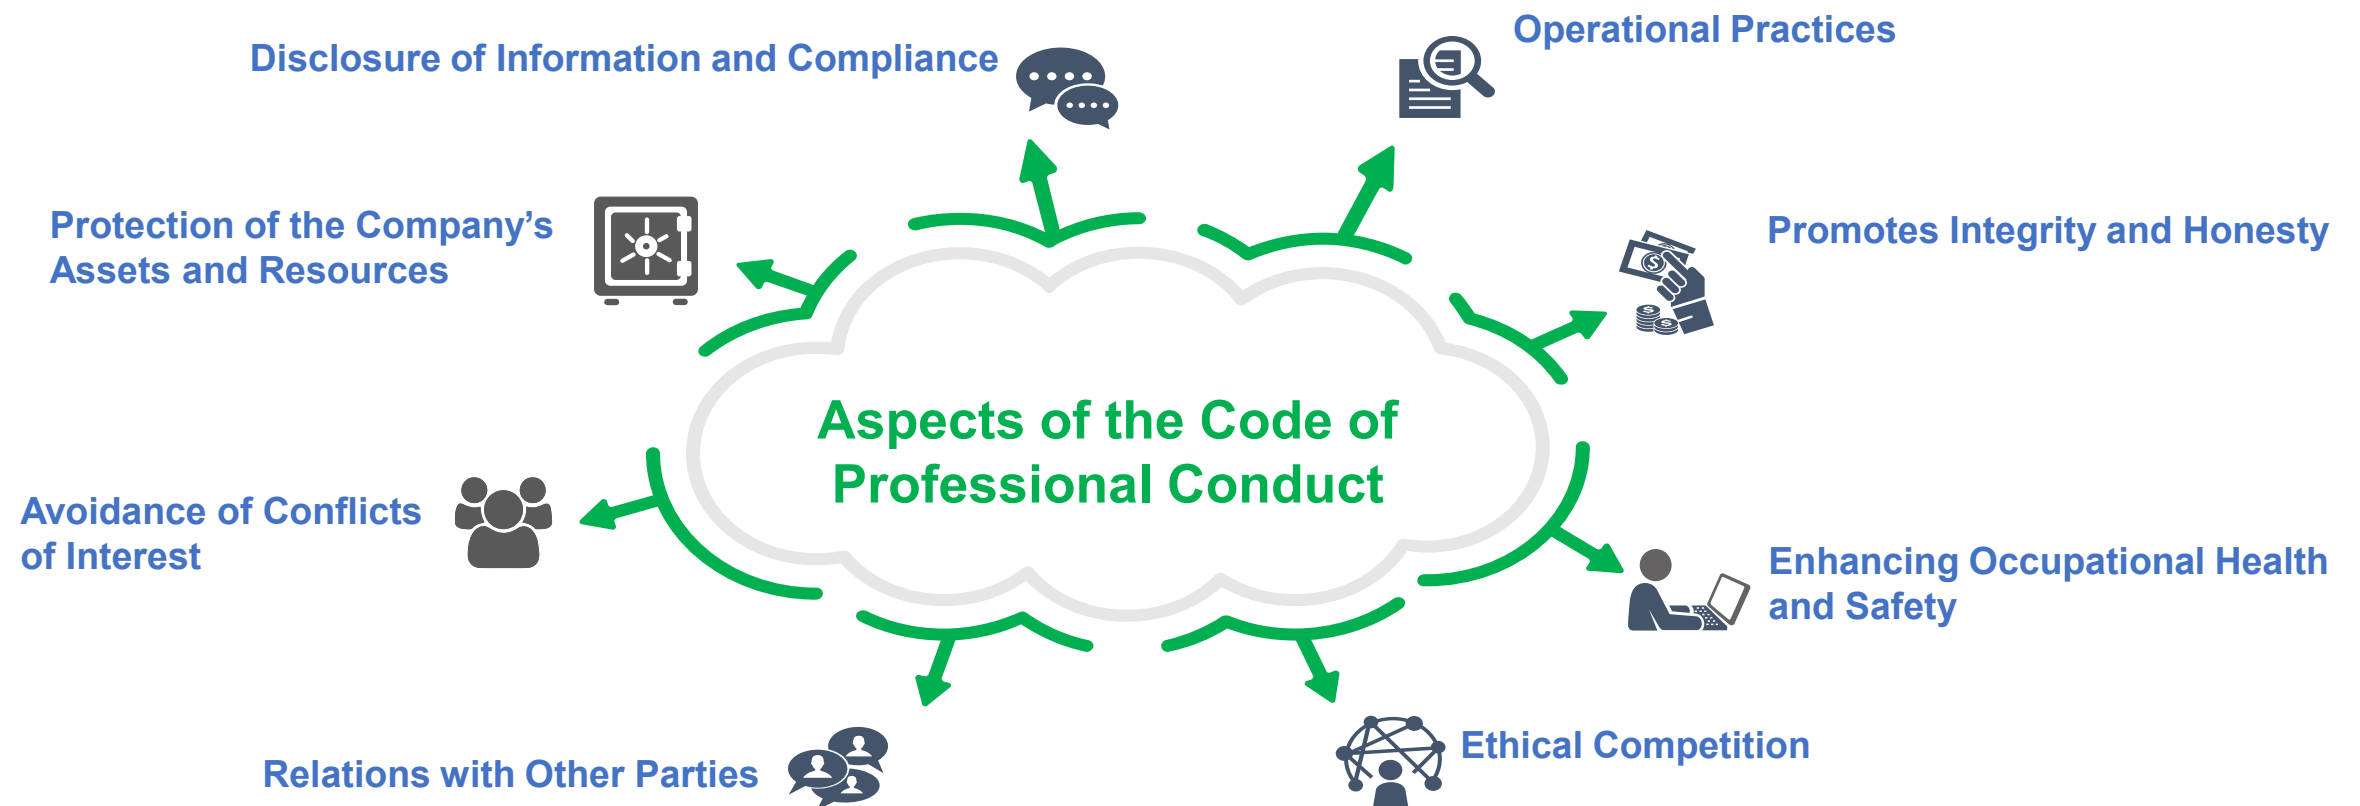 Operational Practices
Disclosure of Information and Compliance
Protection of the Company’s
Assets and Resources
Promotes Integrity and Honesty
Aspects of the Code of
Professional Conduct
Avoidance of Conflicts
of Interest
Enhancing Occupational Health
and Safety
Relations with Other Parties
Ethical Competition